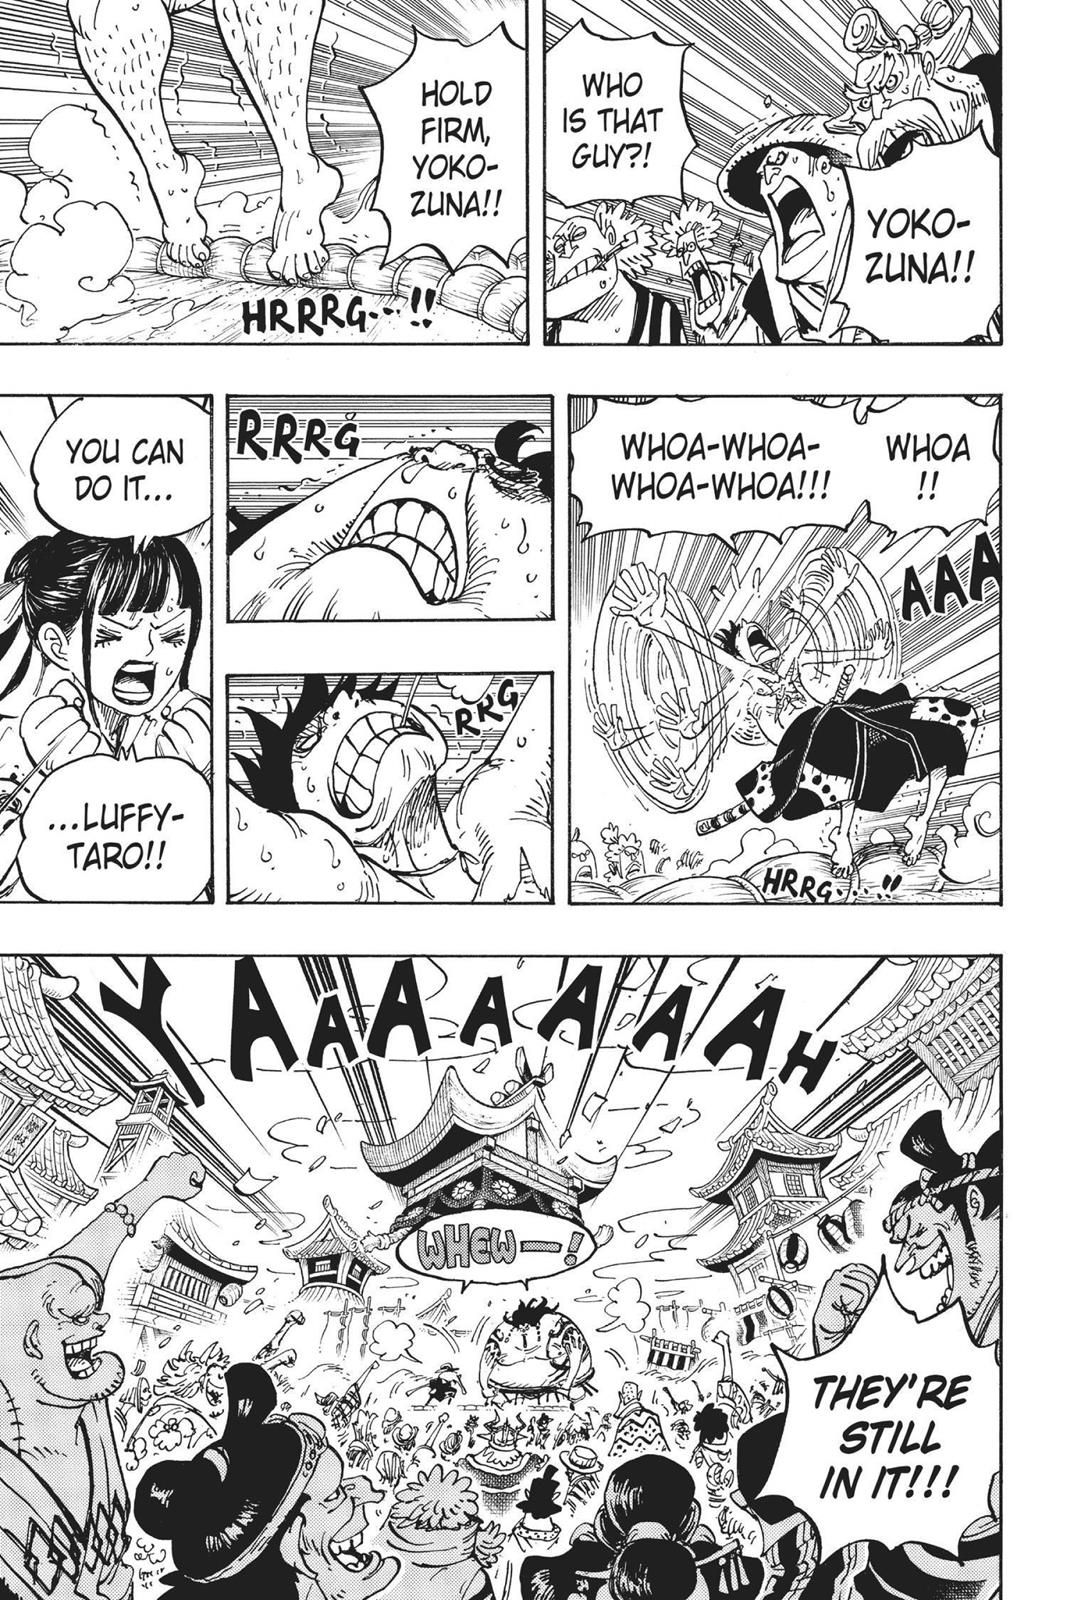 YOKO-
ZUNA!!
WHO
IS THAT
GUY?!
HOLD
FIRM,
YOKO-
ZUNA!!
HRRRG...!!
WHOA
!!
WHOA-WHOA-
WHOA-WHOA!!!
AAA
HRRG...!!
RRRG
RRG
YOU CAN
DO IT...
...LUFFY-
TARO!!
YAAAAAAAH
WHEW—!
THEY'RE
STILL
IN IT!!!